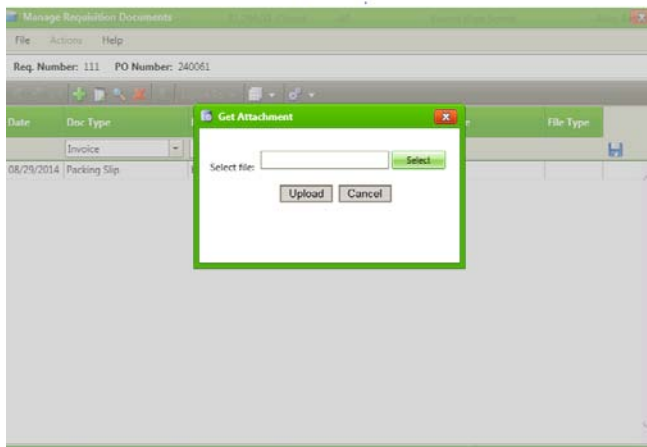 Manage Requisition Documents
File Actions Help
Req. Number: 111 PO Number: 240061
Get Attachment
Date Doc Type File Type
Select file: Select
Invoice
08/29/2014 Packing Slip
Upload Cancel